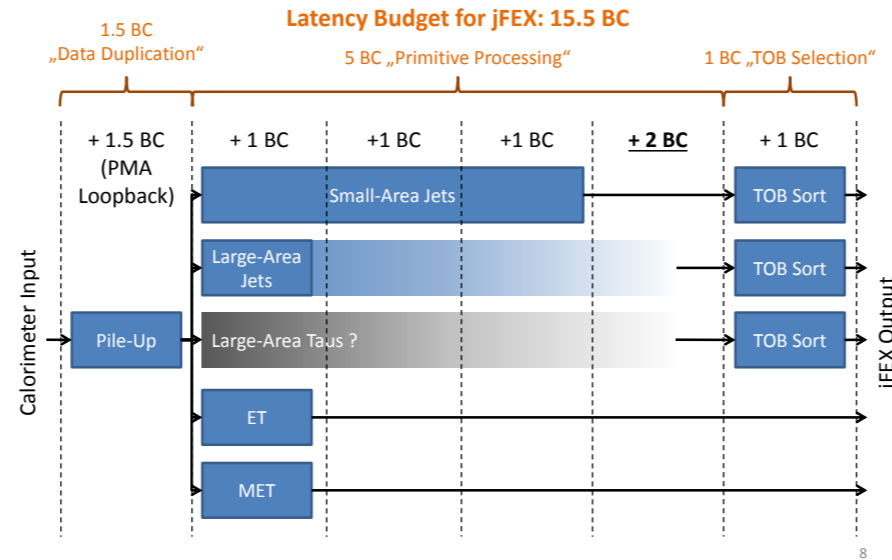 Latency Budget for jFEX: 15.5 BC
1.5 BC
„Data Duplication“
5 BC „Primitive Processing“
1 BC „TOB Selection“
+ 1.5 BC
(PMA
Loopback)
+ 1 BC
+1 BC
+1 BC
+ 2 BC
+ 1 BC
Small-Area Jets
TOB Sort
Large-Area
Jets
TOB Sort
Calorimeter Input
Pile-Up
Large-Area Taus ?
TOB Sort
jFEX Output
ET
MET
8